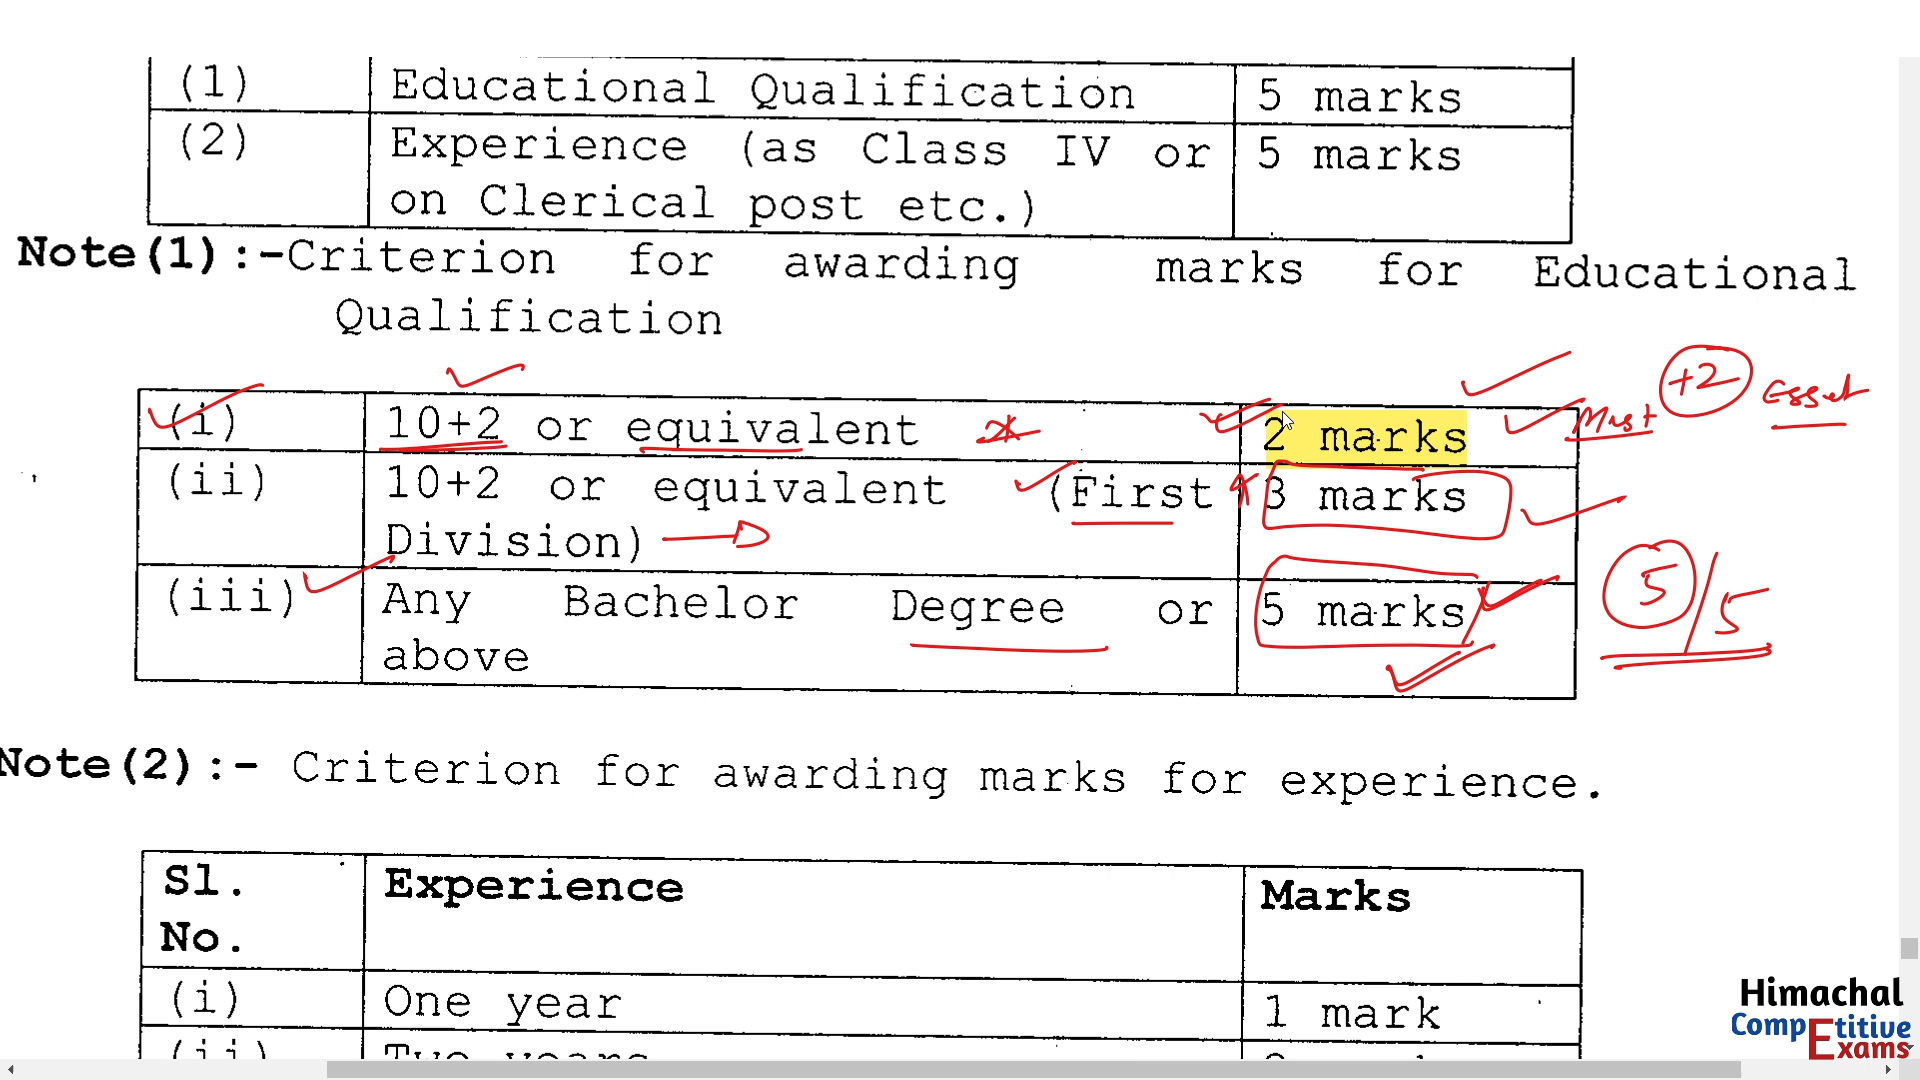 (1) Educational Qualification 5 marks
(2) Experience (as Class IV or 5 marks
on Clerical post etc.)
Note(1):-Criterion for awarding marks for Educational
Qualification
+2
(i) 10+2 or equivalent 2 marks Must
(ii) 10+2 or equivalent (First 3 marks
Division)
(iii) Any Bachelor Degree or 5 marks 5/5
above
Note(2):- Criterion for awarding marks for experience.
Sl. Experience Marks
No.
(i) One year 1 mark
(ii) Two years
Himachal
CompEtitive
Exams